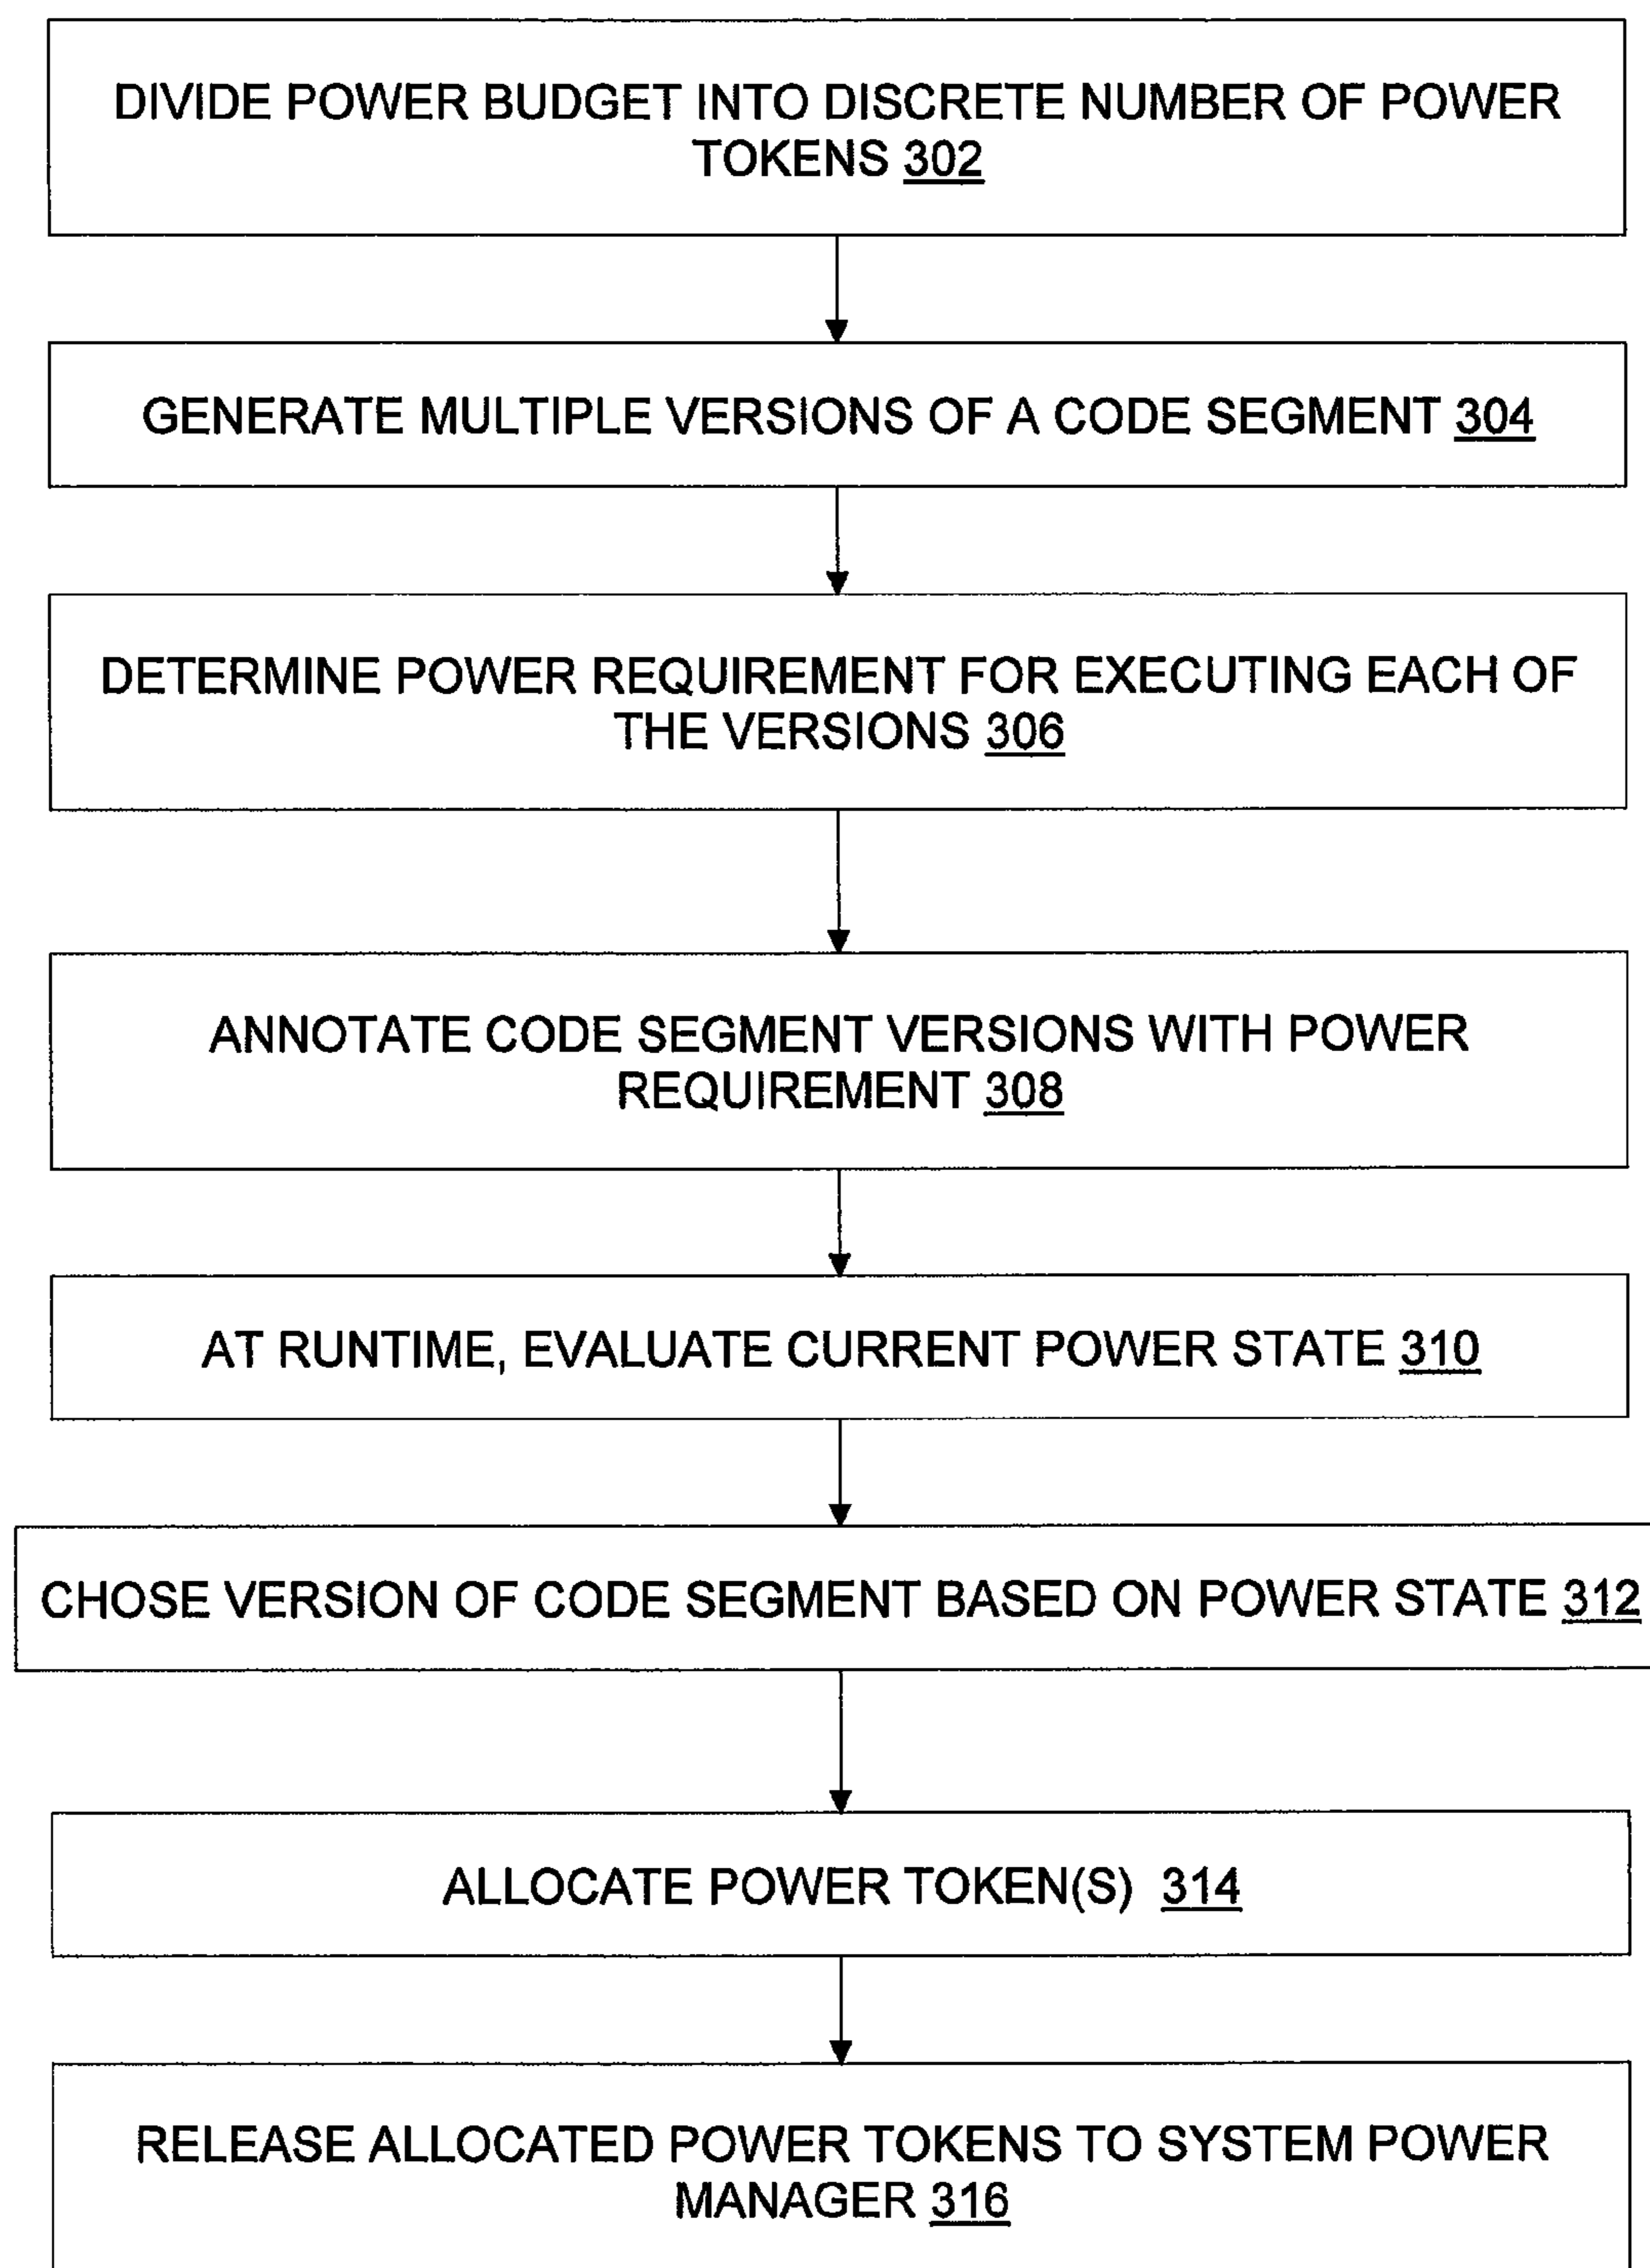 DIVIDE POWER BUDGET INTO DISCRETE NUMBER OF POWER
TOKENS 302
GENERATE MULTIPLE VERSIONS OF A CODE SEGMENT 304
DETERMINE POWER REQUIREMENT FOR EXECUTING EACH OF
THE VERSIONS 306
ANNOTATE CODE SEGMENT VERSIONS WITH POWER
REQUIREMENT 308
AT RUNTIME, EVALUATE CURRENT POWER STATE 310
CHOSE VERSION OF CODE SEGMENT BASED ON POWER STATE 312
ALLOCATE POWER TOKEN(S) 314
RELEASE ALLOCATED POWER TOKENS TO SYSTEM POWER
MANAGER 316